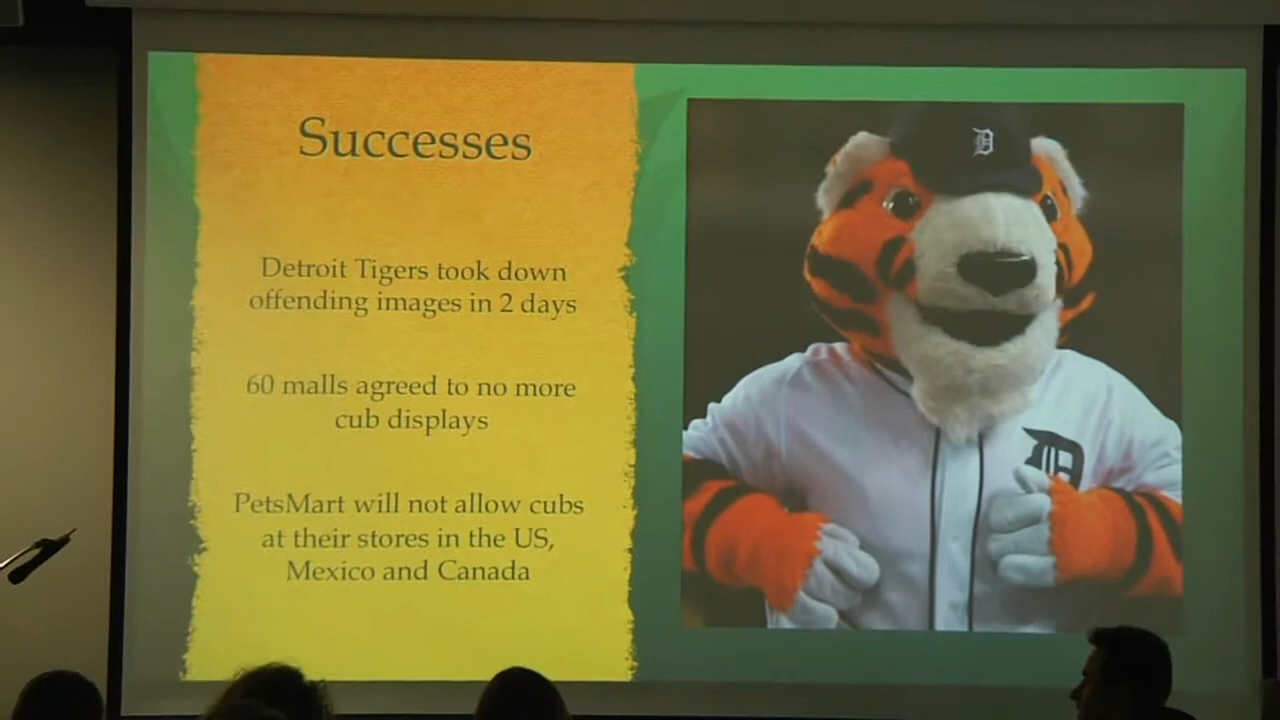 Successes
Detroit Tigers took down
offending images in 2 days
60 malls agreed to no more
cub displays
PetsMart will not allow cubs
at their stores in the US,
Mexico and Canada
D
D